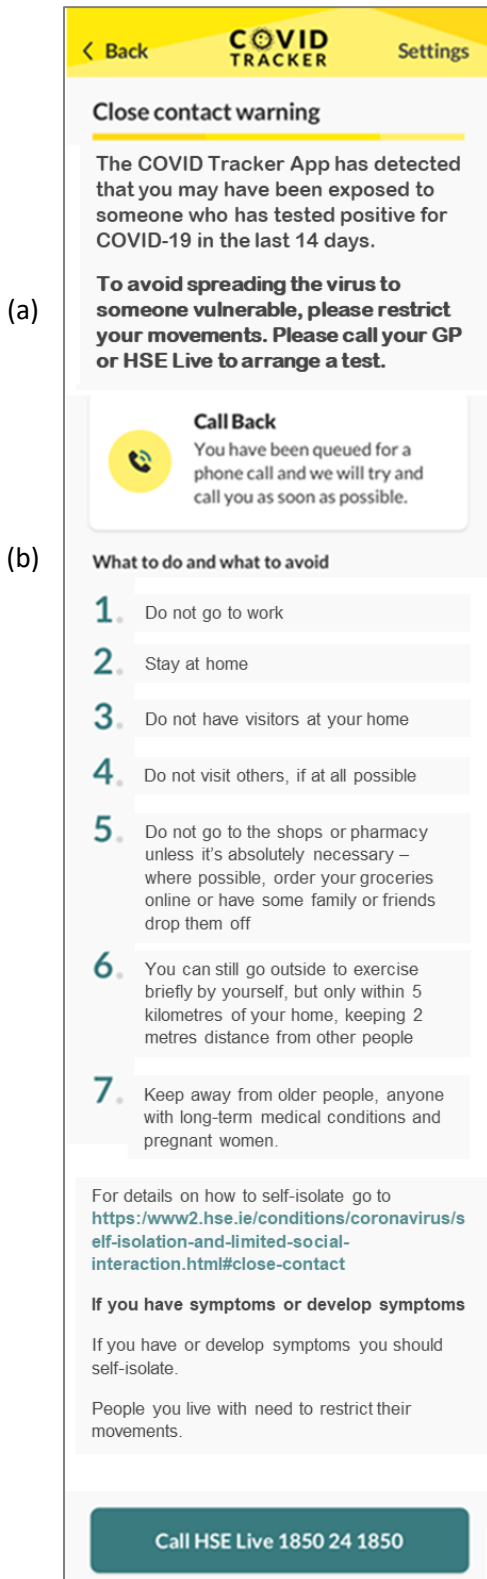 Back
COVID
TRACKER
Settings
Close contact warning
The COVID Tracker App has detected
that you may have been exposed to
someone who has tested positive for
COVID-19 in the last 14 days.
(a)
To avoid spreading the virus to
someone vulnerable, please restrict
your movements. Please call your GP
or HSE Live to arrange a test.
Call Back
You have been queued for a
phone call and we will try and
call you as soon as possible.
(b)
What to do and what to avoid
1. Do not go to work
2. Stay at home
3. Do not have visitors at your home
4. Do not visit others, if at all possible
5. Do not go to the shops or pharmacy
unless it's absolutely necessary –
where possible, order your groceries
online or have some family or friends
drop them off
6. You can still go outside to exercise
briefly by yourself, but only within 5
kilometres of your home, keeping 2
metres distance from other people
7. Keep away from older people, anyone
with long-term medical conditions and
pregnant women.
For details on how to self-isolate go to
https:/www2.hse.ie/conditions/coronavirus/s
elf-isolation-and-limited-social-
interaction.html#close-contact
If you have symptoms or develop symptoms
If you have or develop symptoms you should
self-isolate.
People you live with need to restrict their
movements.
Call HSE Live 1850 24 1850